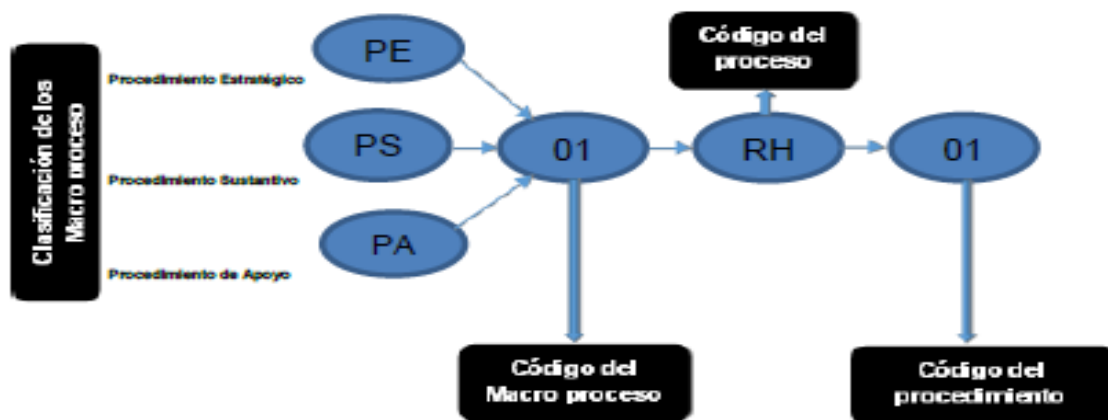 Clasificación de los
Macro proceso
PE
Procedimiento Estratégico
PS
Procedimiento Sustantivo
PA
Procedimiento de Apoyo
01
Código del
Macro proceso
RH
Código del
proceso
01
Código del
procedimiento